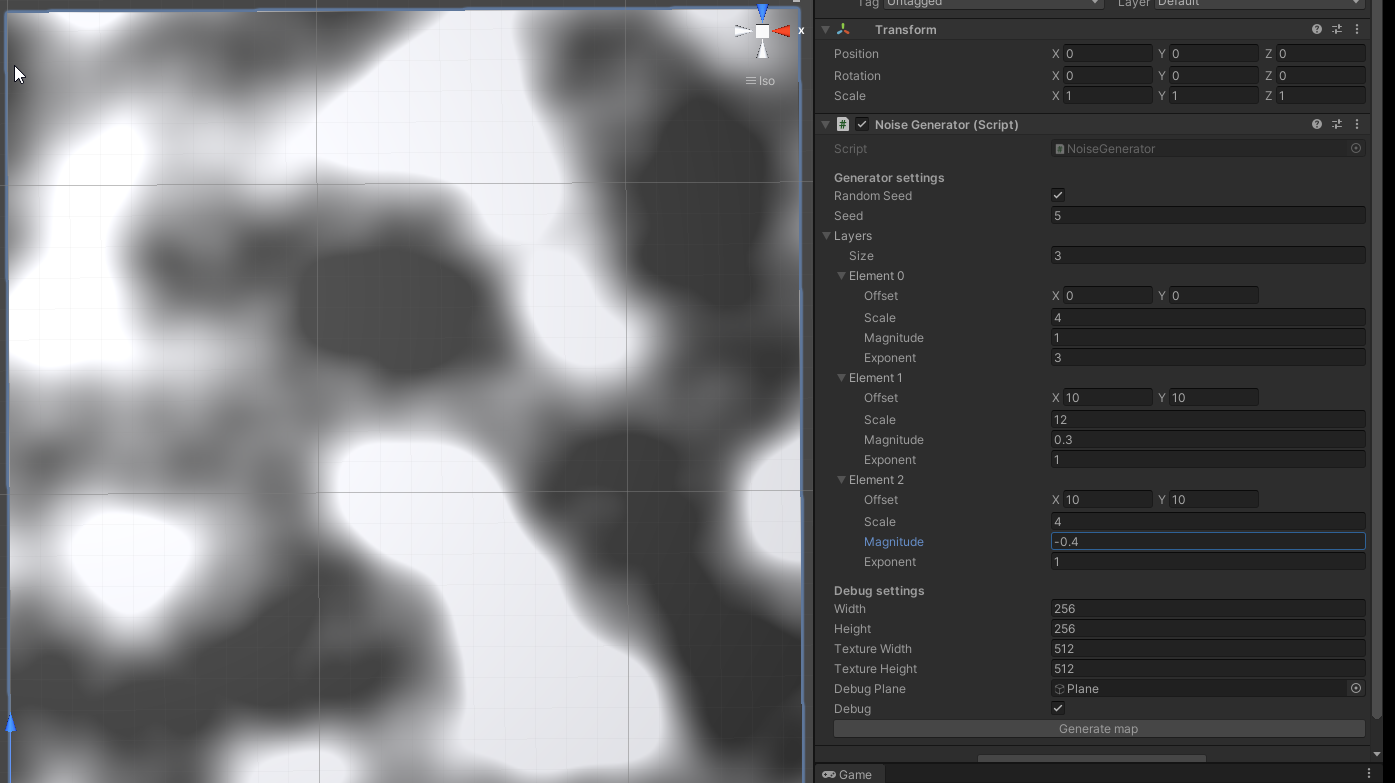 Tag Untagged Layer Default
x
Iso
Transform
Position X 0 Y 0 Z 0
Rotation X 0 Y 0 Z 0
Scale X 1 Y 1 Z 1
# Noise Generator (Script)
Script # NoiseGenerator
Generator settings
Random Seed
Seed 5
Layers
Size 3
Element 0
Offset X 0 Y 0
Scale 4
Magnitude 1
Exponent 3
Element 1
Offset X 10 Y 10
Scale 12
Magnitude 0.3
Exponent 1
Element 2
Offset X 10 Y 10
Scale 4
Magnitude -0.4
Exponent 1
Debug settings
Width 256
Height 256
Texture Width 512
Texture Height 512
Debug Plane Plane
Debug
Generate map
Game